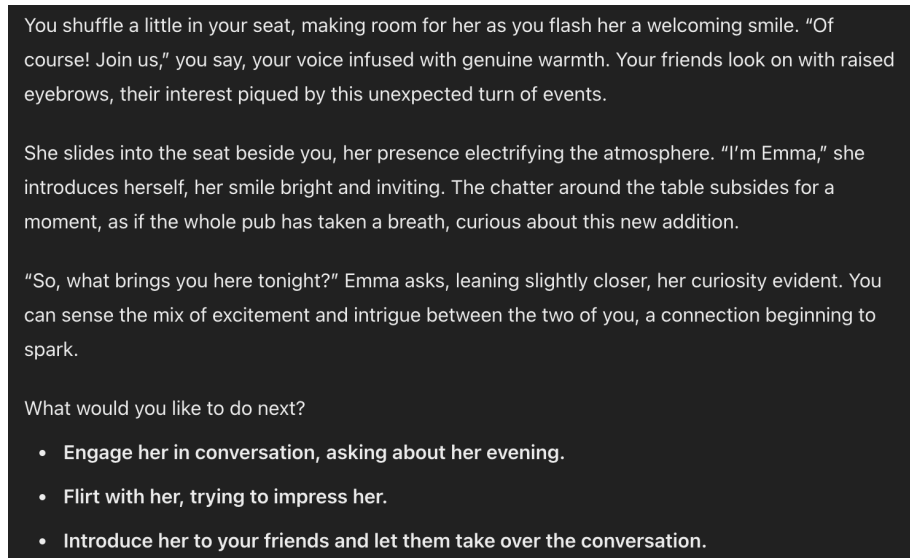 You shuffle a little in your seat, making room for her as you flash her a welcoming smile. “Of
course! Join us,” you say, your voice infused with genuine warmth. Your friends look on with raised
eyebrows, their interest piqued by this unexpected turn of events.
She slides into the seat beside you, her presence electrifying the atmosphere. “I’m Emma,” she
introduces herself, her smile bright and inviting. The chatter around the table subsides for a
moment, as if the whole pub has taken a breath, curious about this new addition.
“So, what brings you here tonight?” Emma asks, leaning slightly closer, her curiosity evident. You
can sense the mix of excitement and intrigue between the two of you, a connection beginning to
spark.
What would you like to do next?
• Engage her in conversation, asking about her evening.
• Flirt with her, trying to impress her.
• Introduce her to your friends and let them take over the conversation.